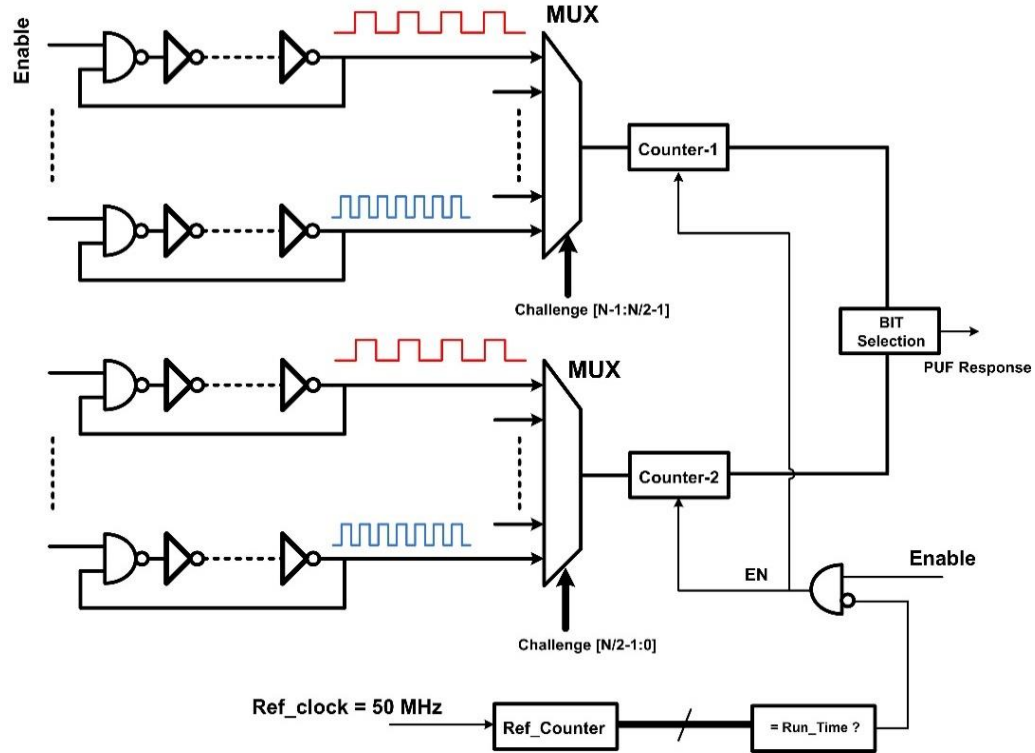 Enable
MUX
Counter-1
Challenge [N-1:N/2-1]
BIT
Selection
PUF Response
MUX
Counter-2
EN
Enable
Challenge [N/2-1:0]
Ref_clock = 50 MHz
Ref_Counter
= Run_Time ?